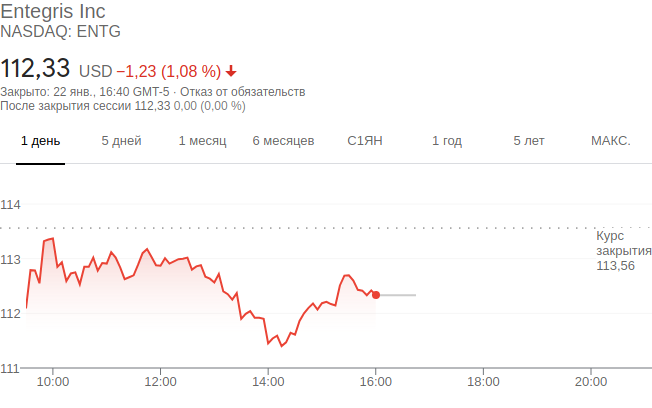 Entegris Inc
NASDAQ: ENTG
112,33 USD −1,23 (1,08 %)
Закрыто: 22 янв., 16:40 GMT-5 · Отказ от обязательств
После закрытия сессии 112,33 0,00 (0,00 %)
1 день 5 дней 1 месяц 6 месяцев С1ЯН 1 год 5 лет МАКС.
114
Курс
закрытия
113,56
113
112
111
10:00 12:00 14:00 16:00 18:00 20:00